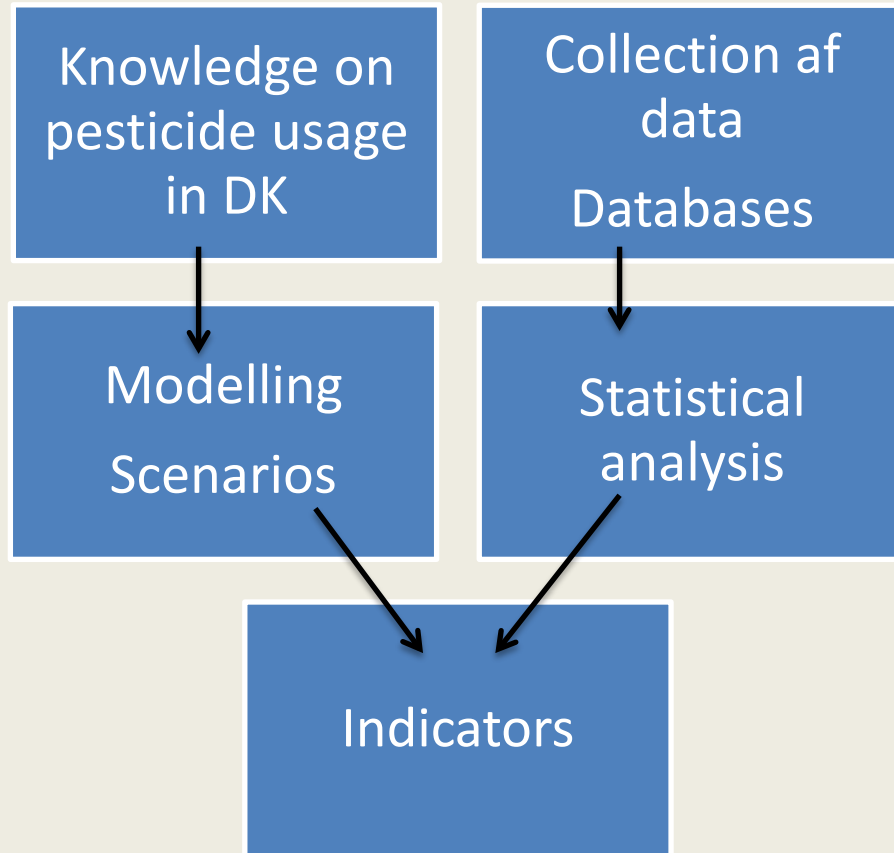 Knowledge on
pesticide usage
in DK
Collection af
data
Databases
Modelling
Scenarios
Statistical
analysis
Indicators